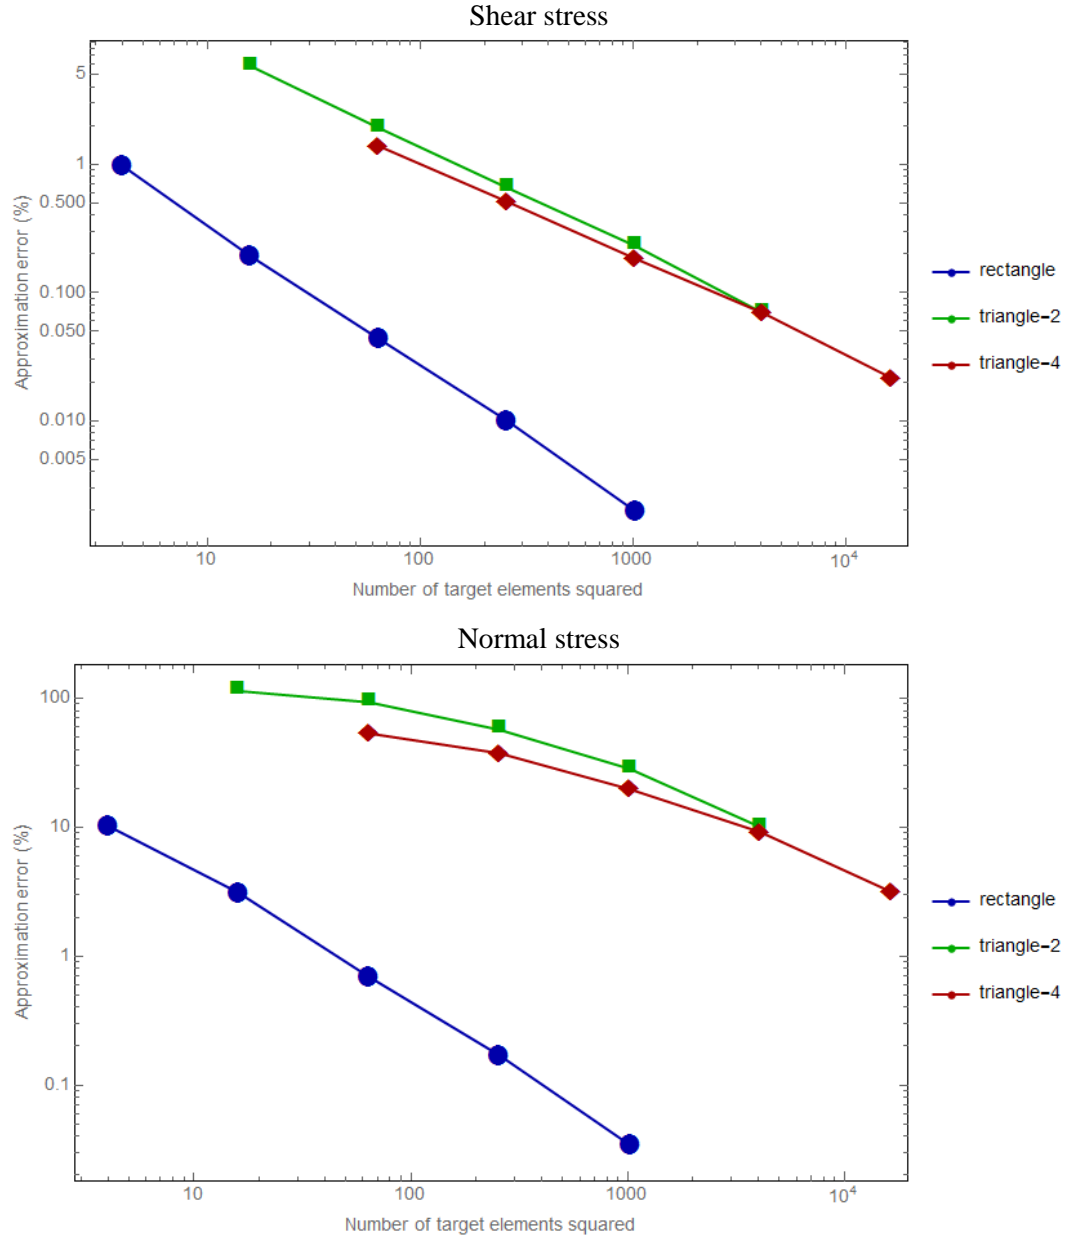 Shear stress
5
1
0.500
0.100
0.050
0.010
0.005
Approximation error (%)
10
100
1000
10⁴
Number of target elements squared
rectangle
triangle−2
triangle−4
Normal stress
100
10
1
0.1
Approximation error (%)
10
100
1000
10⁴
Number of target elements squared
rectangle
triangle−2
triangle−4